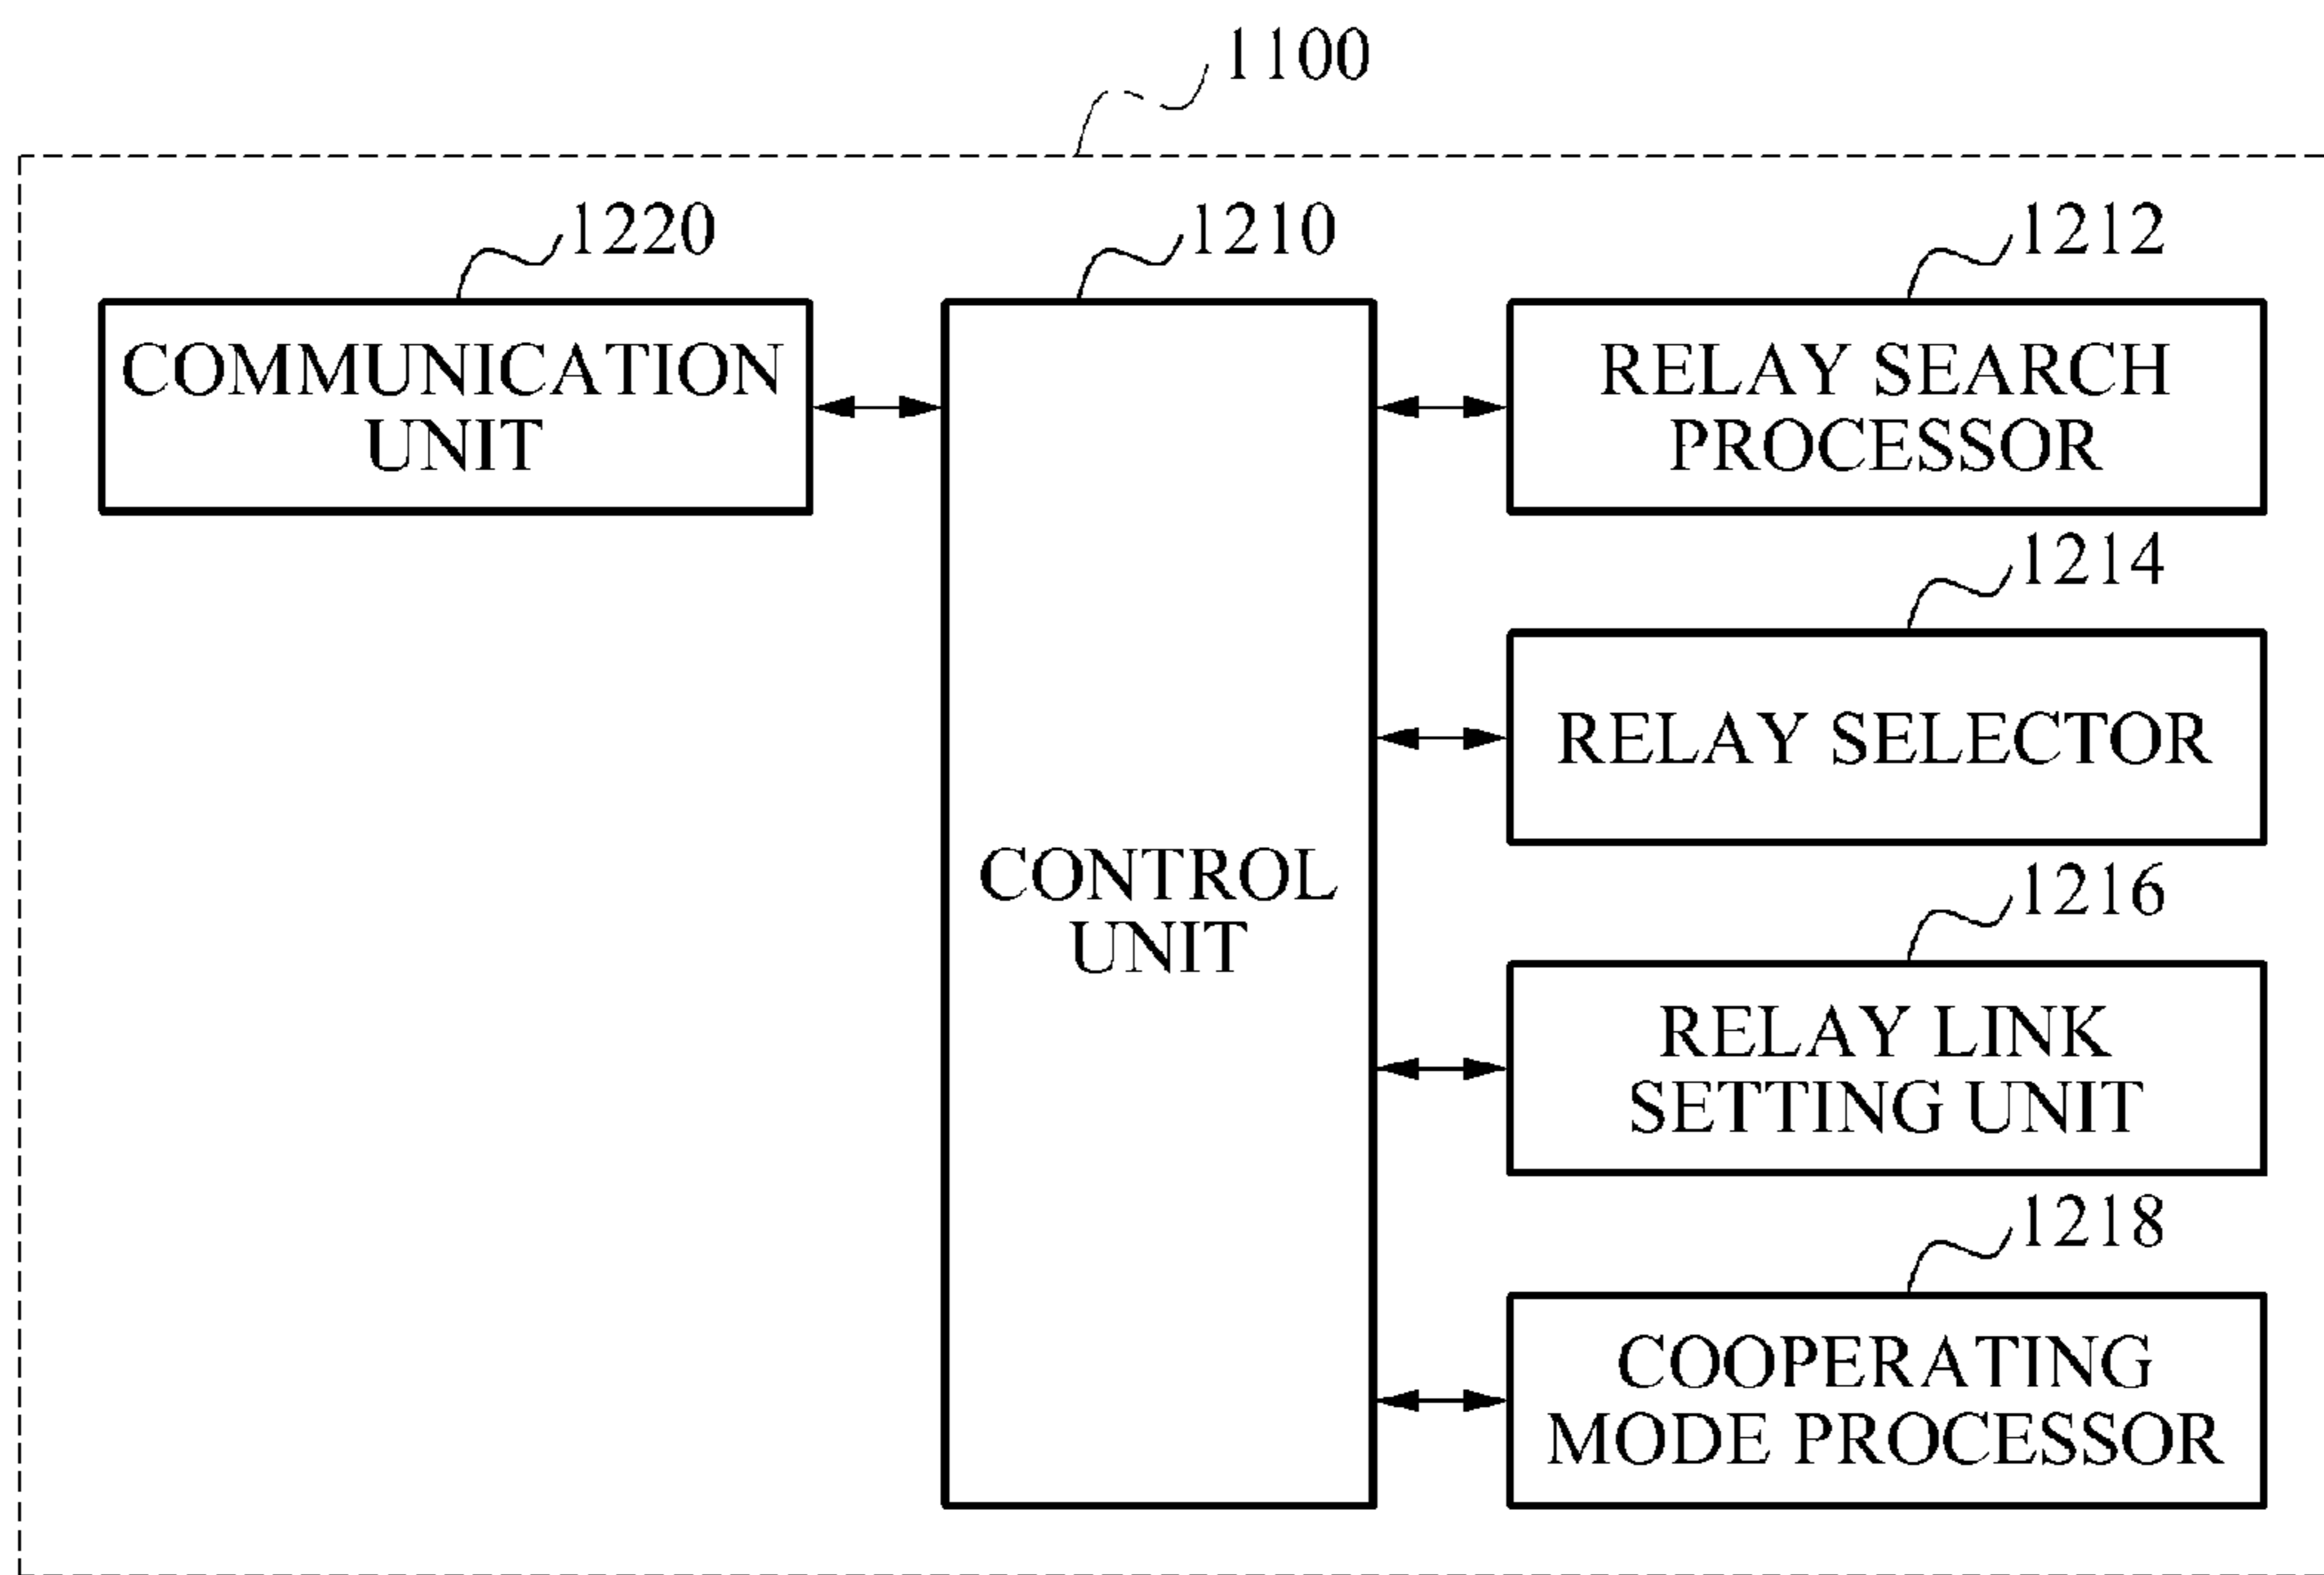 1100
1220
1210
1212
COMMUNICATION
UNIT
RELAY SEARCH
PROCESSOR
1214
RELAY SELECTOR
CONTROL
UNIT
1216
RELAY LINK
SETTING UNIT
1218
COOPERATING
MODE PROCESSOR